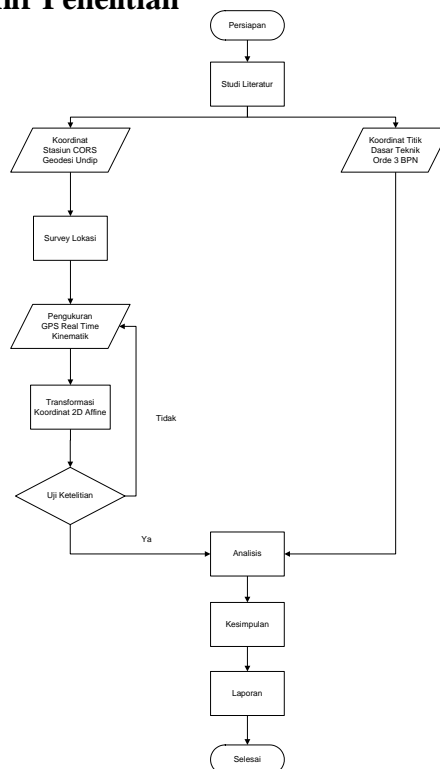 Penelitian
Persiapan
Studi Literatur
Koordinat
Stasiun CORS
Geodesi Undip
Koordinat Titik
Dasar Teknik
Orde 3 BPN
Survey Lokasi
Pengukuran
GPS Real Time
Kinematik
Transformasi
Koordinat 2D Affine
Tidak
Uji Ketelitian
Ya
Analisis
Kesimpulan
Laporan
Selesai